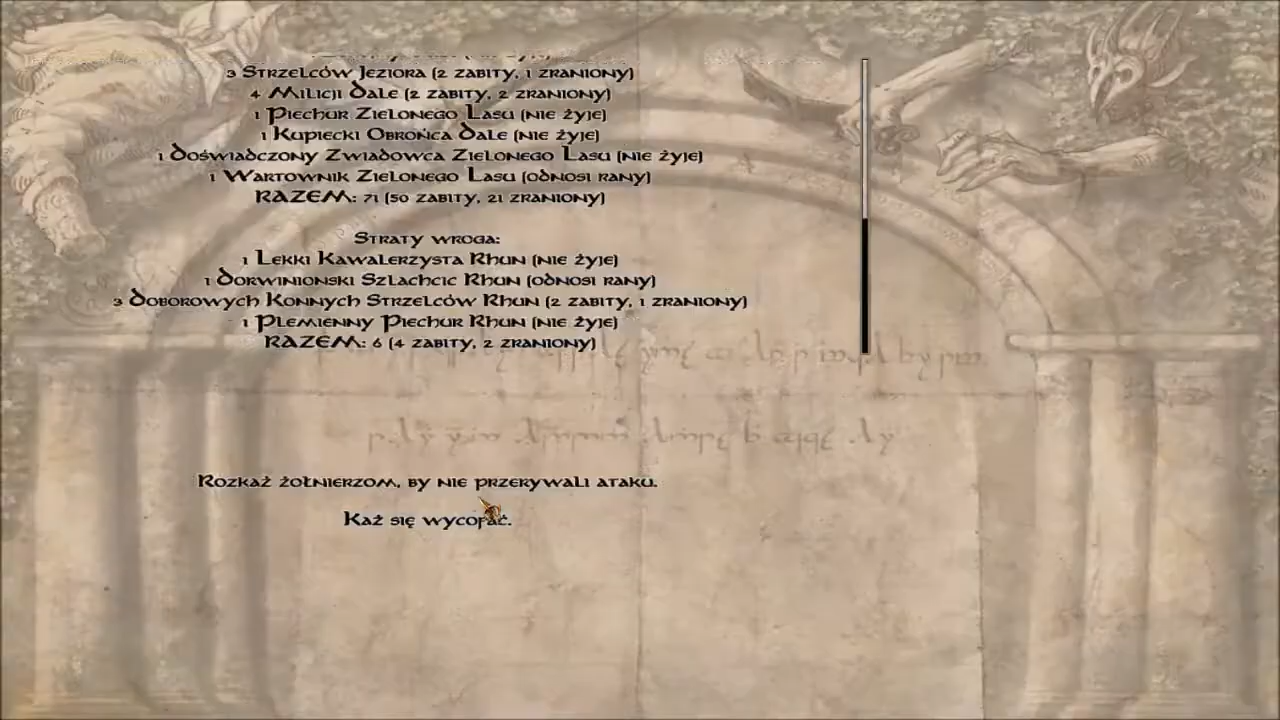 3 Strzelców Jeziora (2 zabity, 1 zraniony)
4 Milicji Dale (2 zabity, 2 zraniony)
1 Piechur Zielonego Lasu (nie żyje)
1 Kupiecki Obrońca Dale (nie żyje)
1 Doświadczony Zwiadowca Zielonego Lasu (nie żyje)
1 Wartownik Zielonego Lasu (odnosi rany)
RAZEM: 71 (50 zabity, 21 zraniony)
Straty wroga:
1 Lekki Kawalerzysta Rhun (nie żyje)
1 Dorwinionski Szlachcic Rhun (odnosi rany)
3 Doborowych Konnych Strzelców Rhun (2 zabity, 1 zraniony)
1 Plemienny Piechur Rhun (nie żyje)
RAZEM: 6 (4 zabity, 2 zraniony)
Rozkaż żołnierzom, by nie przerywali ataku.
Każ się wycofać.